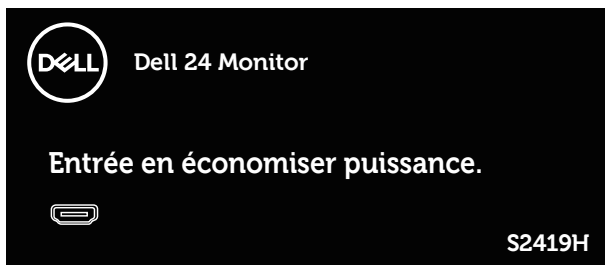 DELL
Dell 24 Monitor
Entrée en économiser puissance.
S2419H